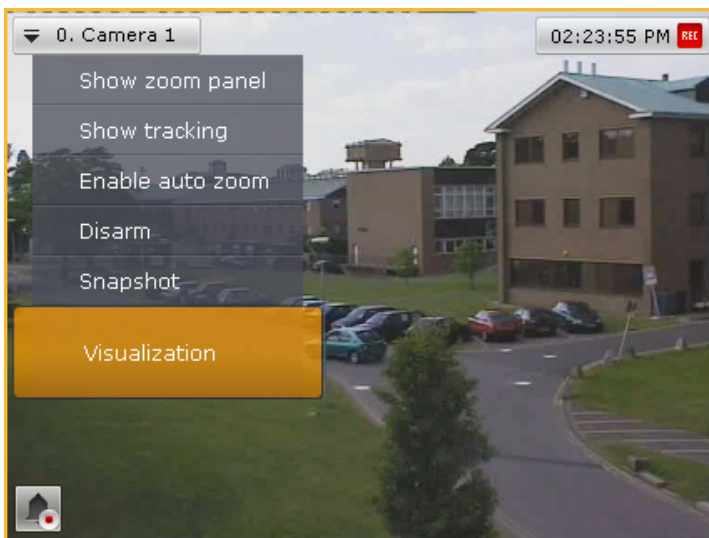 0. Camera 1
02:23:55 PM REC
Show zoom panel
Show tracking
Enable auto zoom
Disarm
Snapshot
Visualization